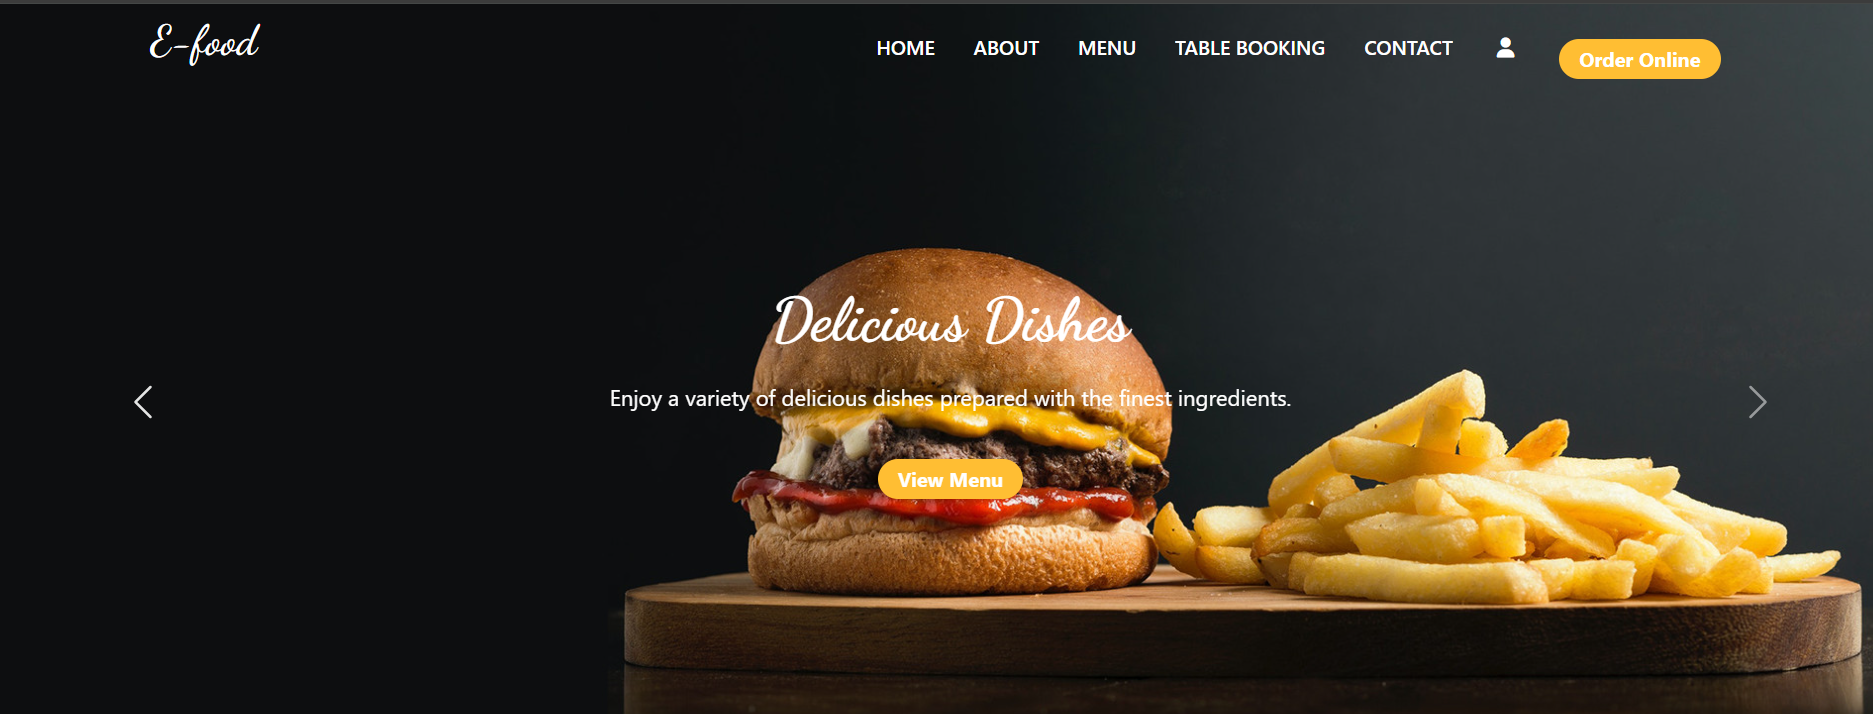 E-food
HOME ABOUT MENU TABLE BOOKING CONTACT Order Online
Delicious Dishes
Enjoy a variety of delicious dishes prepared with the finest ingredients.
View Menu